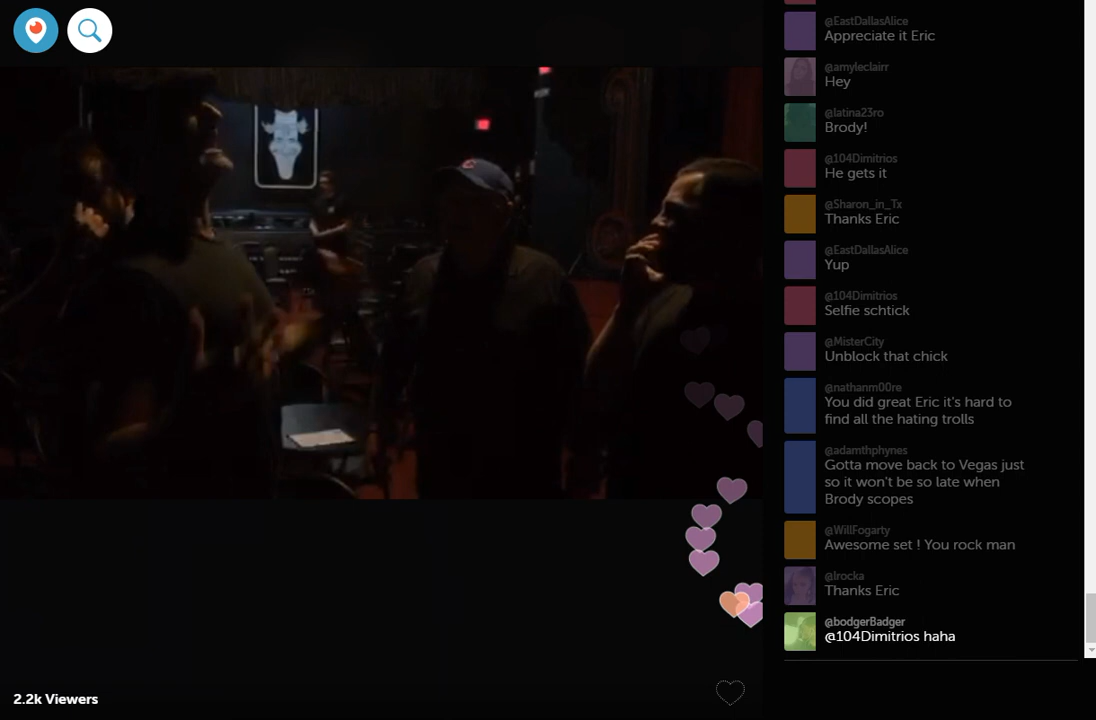 @EastDallasAlice
Appreciate it Eric
@amyleclairr
Hey
@latina23ro
Brody!
@104Dimitrios
He gets it
@Sharon_in_Tx
Thanks Eric
@EastDallasAlice
Yup
@104Dimitrios
Selfie schtick
@MisterCity
Unblock that chick
@nathanm00re
You did great Eric it's hard to
find all the hating trolls
@adamthphynes
Gotta move back to Vegas just
so it won't be so late when
Brody scopes
@WillFogarty
Awesome set ! You rock man
@lrocka
Thanks Eric
@bodgerBadger
@104Dimitrios haha
2.2k Viewers